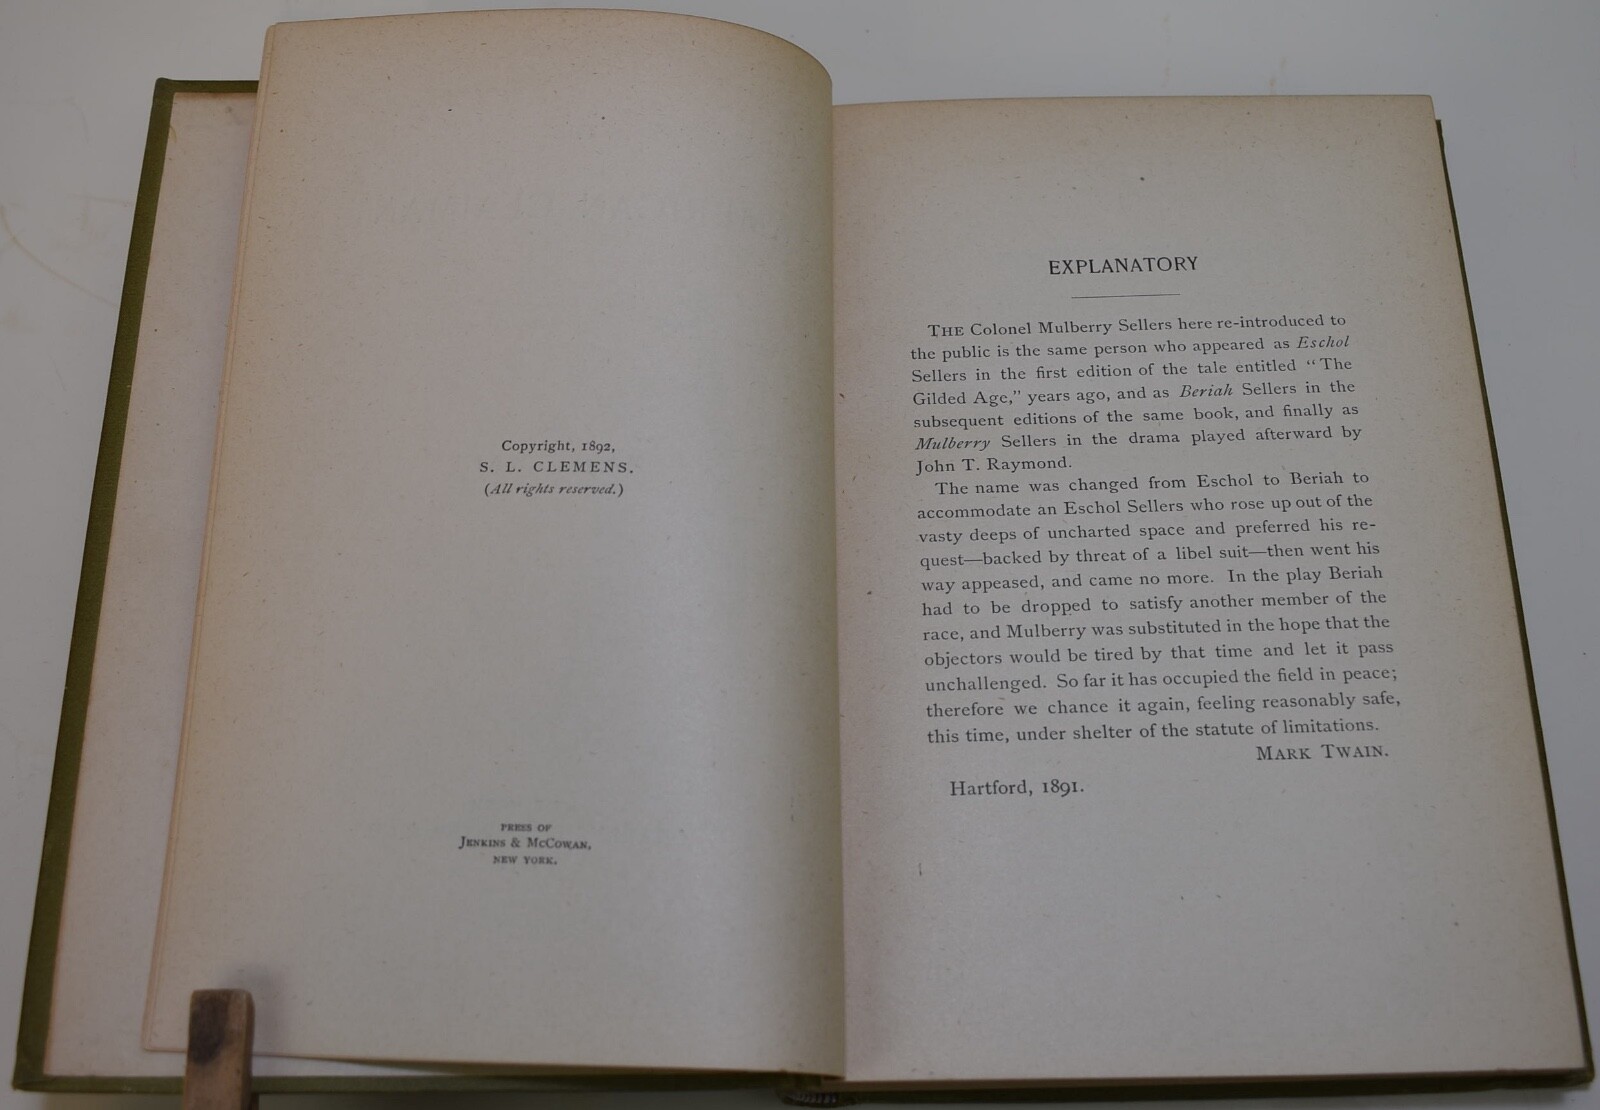 Copyright, 1892,
S. L. CLEMENS.
(All rights reserved.)
PRESS OF
JENKINS & MCCOWAN,
NEW YORK.
EXPLANATORY
THE Colonel Mulberry Sellers here re-introduced to
the public is the same person who appeared as Eschol
Sellers in the first edition of the tale entitled "The
Gilded Age," years ago, and as Beriah Sellers in the
subsequent editions of the same book, and finally as
Mulberry Sellers in the drama played afterward by
John T. Raymond.
The name was changed from Eschol to Beriah to
accommodate an Eschol Sellers who rose up out of the
vasty deeps of uncharted space and preferred his re-
quest—backed by threat of a libel suit—then went his
way appeased, and came no more. In the play Beriah
had to be dropped to satisfy another member of the
race, and Mulberry was substituted in the hope that the
objectors would be tired by that time and let it pass
unchallenged. So far it has occupied the field in peace;
therefore we chance it again, feeling reasonably safe,
this time, under shelter of the statute of limitations.
MARK TWAIN.
Hartford, 1891.